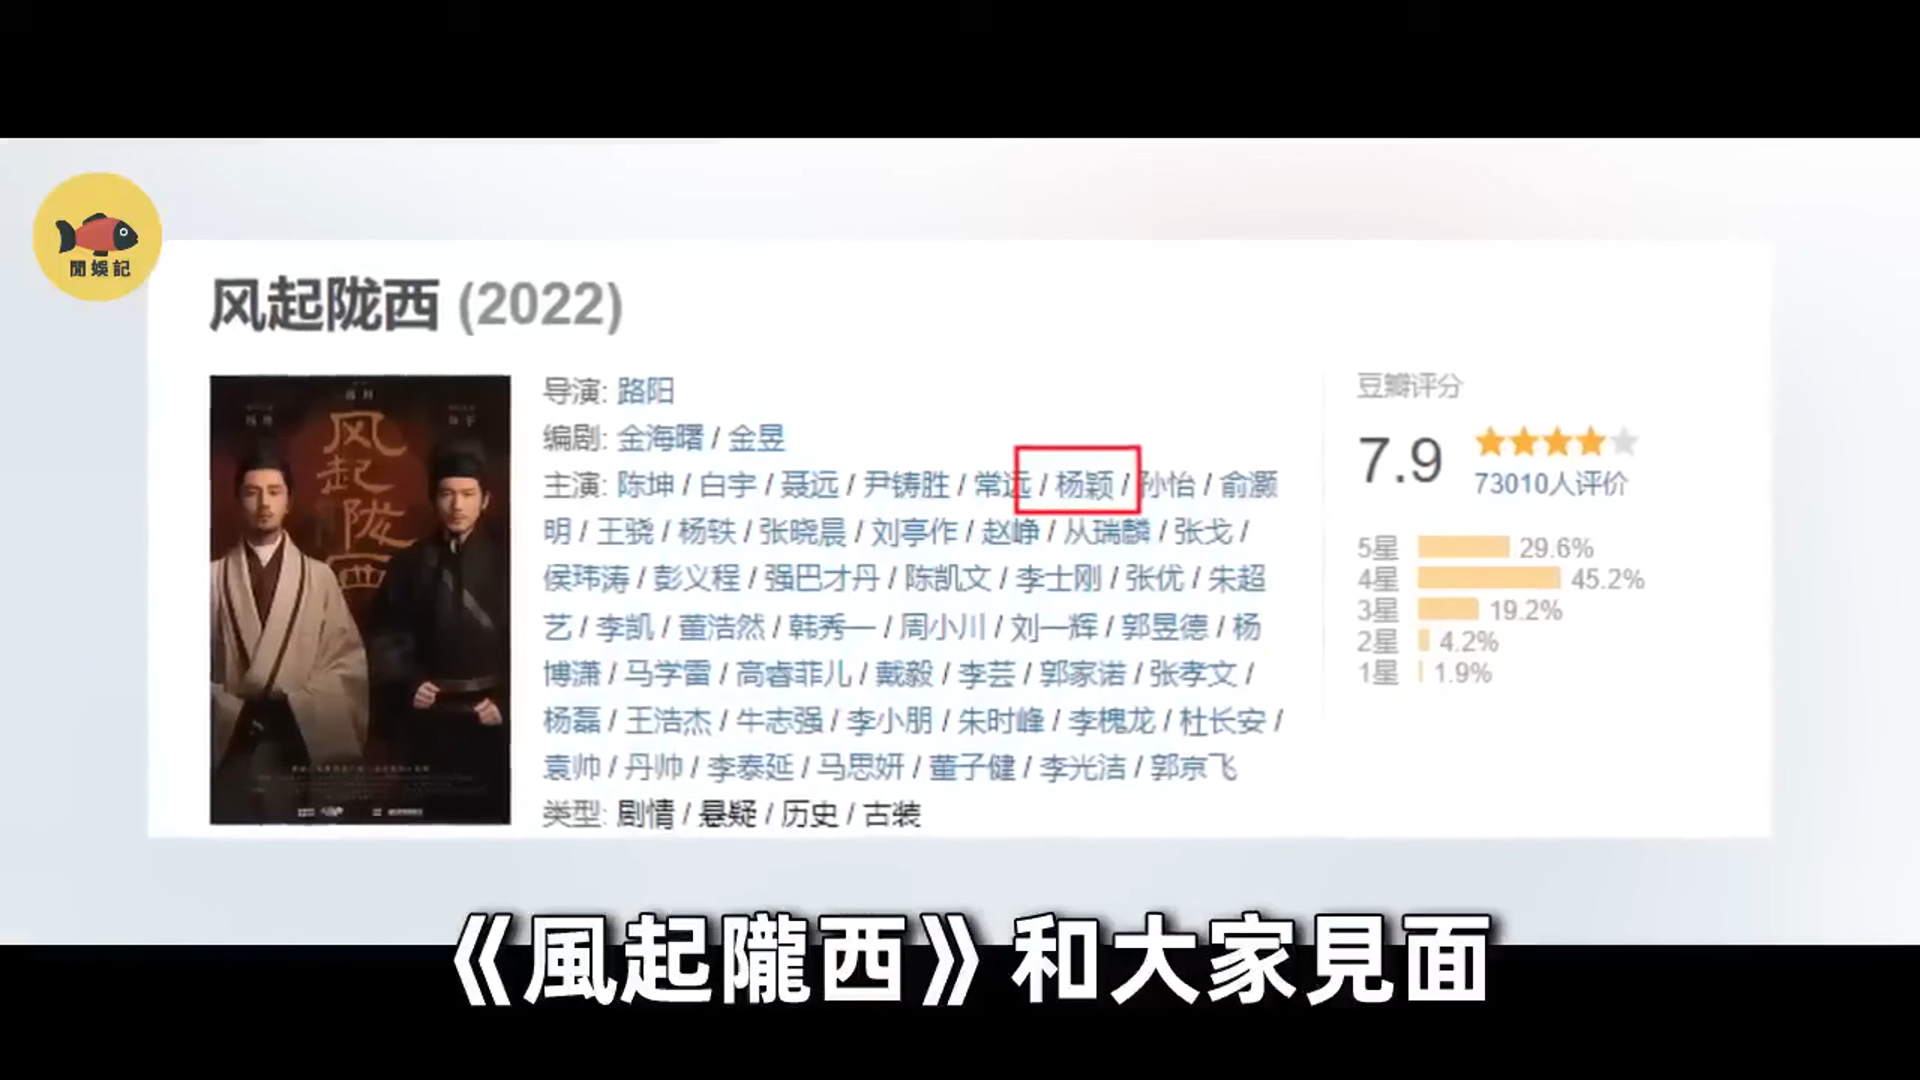 閒娛記
风起陇西 (2022)
风起陇西
导演: 路阳
编剧: 金海曙 / 金昱
主演: 陈坤 / 白宇 / 聂远 / 尹铸胜 / 常远 / 杨颖 / 孙怡 / 俞灏
明 / 王骁 / 杨轶 / 张晓晨 / 刘亭作 / 赵峥 / 从瑞麟 / 张戈 /
侯玮涛 / 彭义程 / 强巴才丹 / 陈凯文 / 李士刚 / 张优 / 朱超
艺 / 李凯 / 董浩然 / 韩秀一 / 周小川 / 刘一辉 / 郭昱德 / 杨
博潇 / 马学雷 / 高睿菲儿 / 戴毅 / 李芸 / 郭家诺 / 张孝文 /
杨磊 / 王浩杰 / 牛志强 / 李小朋 / 朱时峰 / 李槐龙 / 杜长安 /
袁帅 / 丹帅 / 李泰延 / 马思妍 / 董子健 / 李光洁 / 郭京飞
类型: 剧情 / 悬疑 / 历史 / 古装
豆瓣评分
7.9
73010人评价
5星 29.6%
4星 45.2%
3星 19.2%
2星 4.2%
1星 1.9%
《風起隴西》和大家見面